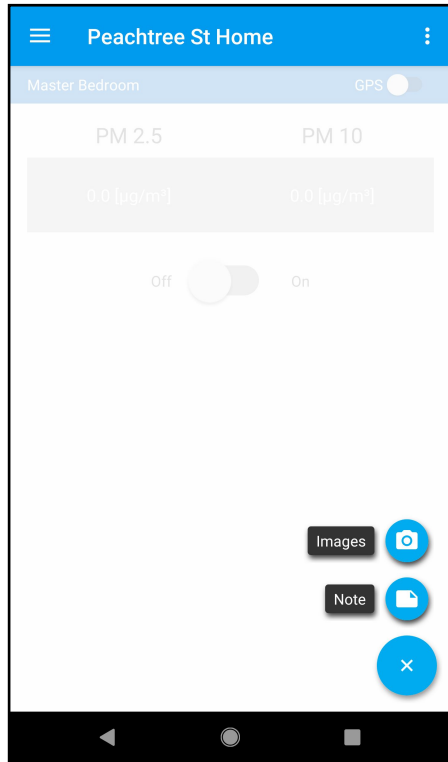 Peachtree St Home
Master Bedroom GPS
PM 2.5 PM 10
0.0 [µg/m³] 0.0 [µg/m³]
Off On
Images
Note